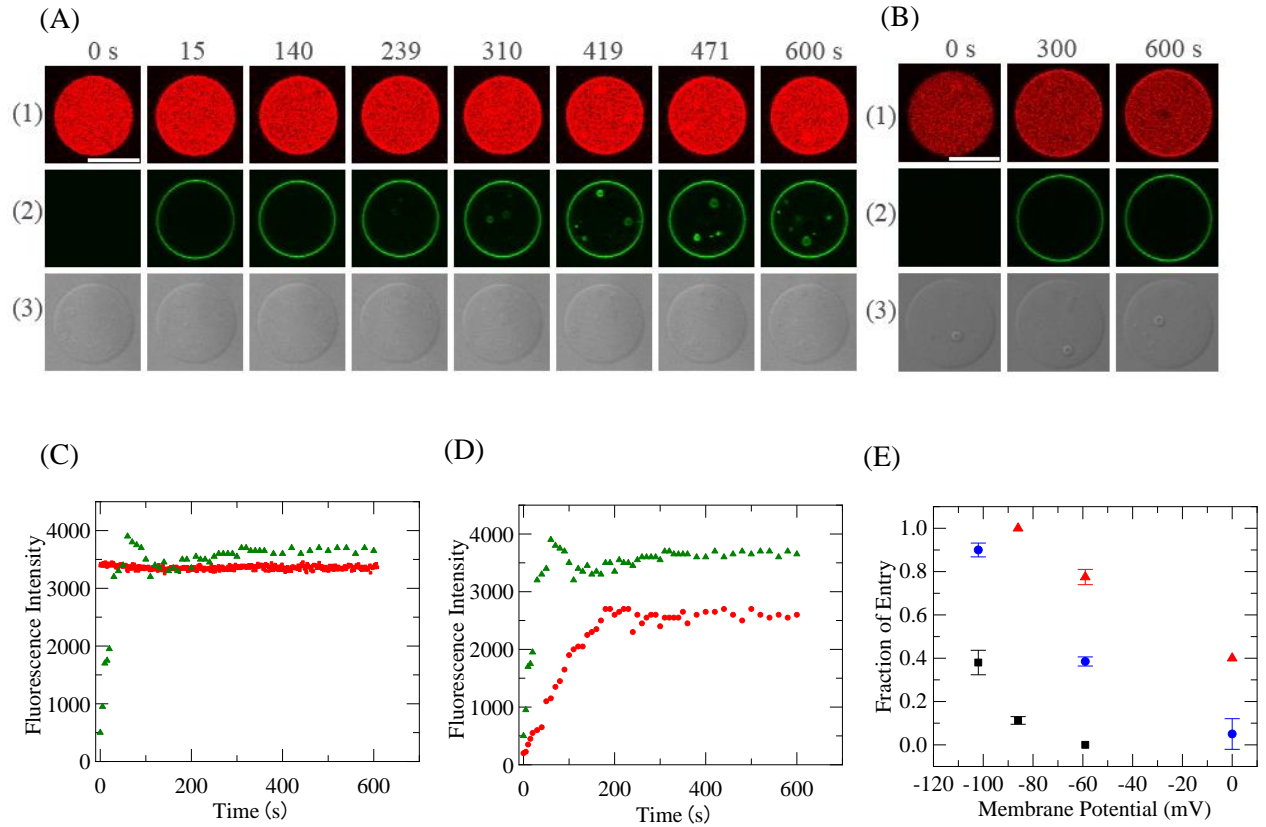 (A)
0 s 15 140 239 310 419 471 600 s
(1)
(2)
(3)
(B)
0 s 300 600 s
(1)
(2)
(3)
(C)
Fluorescence Intensity
4000
3000
2000
1000
0
0 200 400 600
Time (s)
(D)
Fluorescence Intensity
4000
3000
2000
1000
0
0 200 400 600
Time (s)
(E)
Fraction of Entry
1.0
0.8
0.6
0.4
0.2
0.0
-120 -100 -80 -60 -40 -20 0
Membrane Potential (mV)